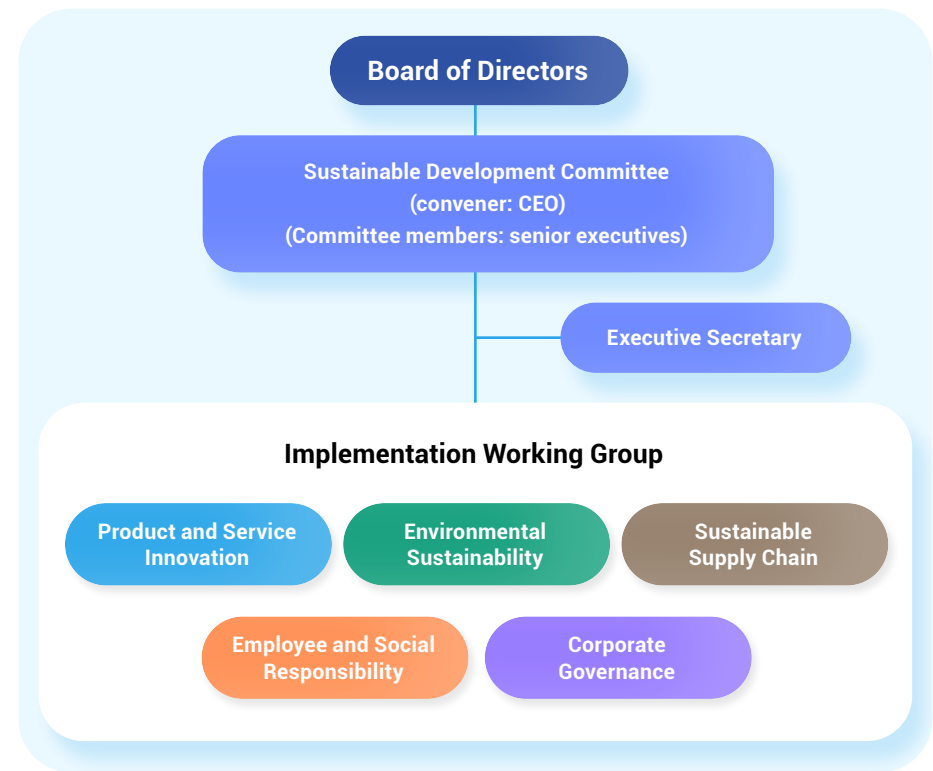 Board of Directors
Sustainable Development Committee
(convener: CEO)
(Committee members: senior executives)
Executive Secretary
Implementation Working Group
Product and Service
Innovation
Environmental
Sustainability
Sustainable
Supply Chain
Employee and Social
Responsibility
Corporate
Governance